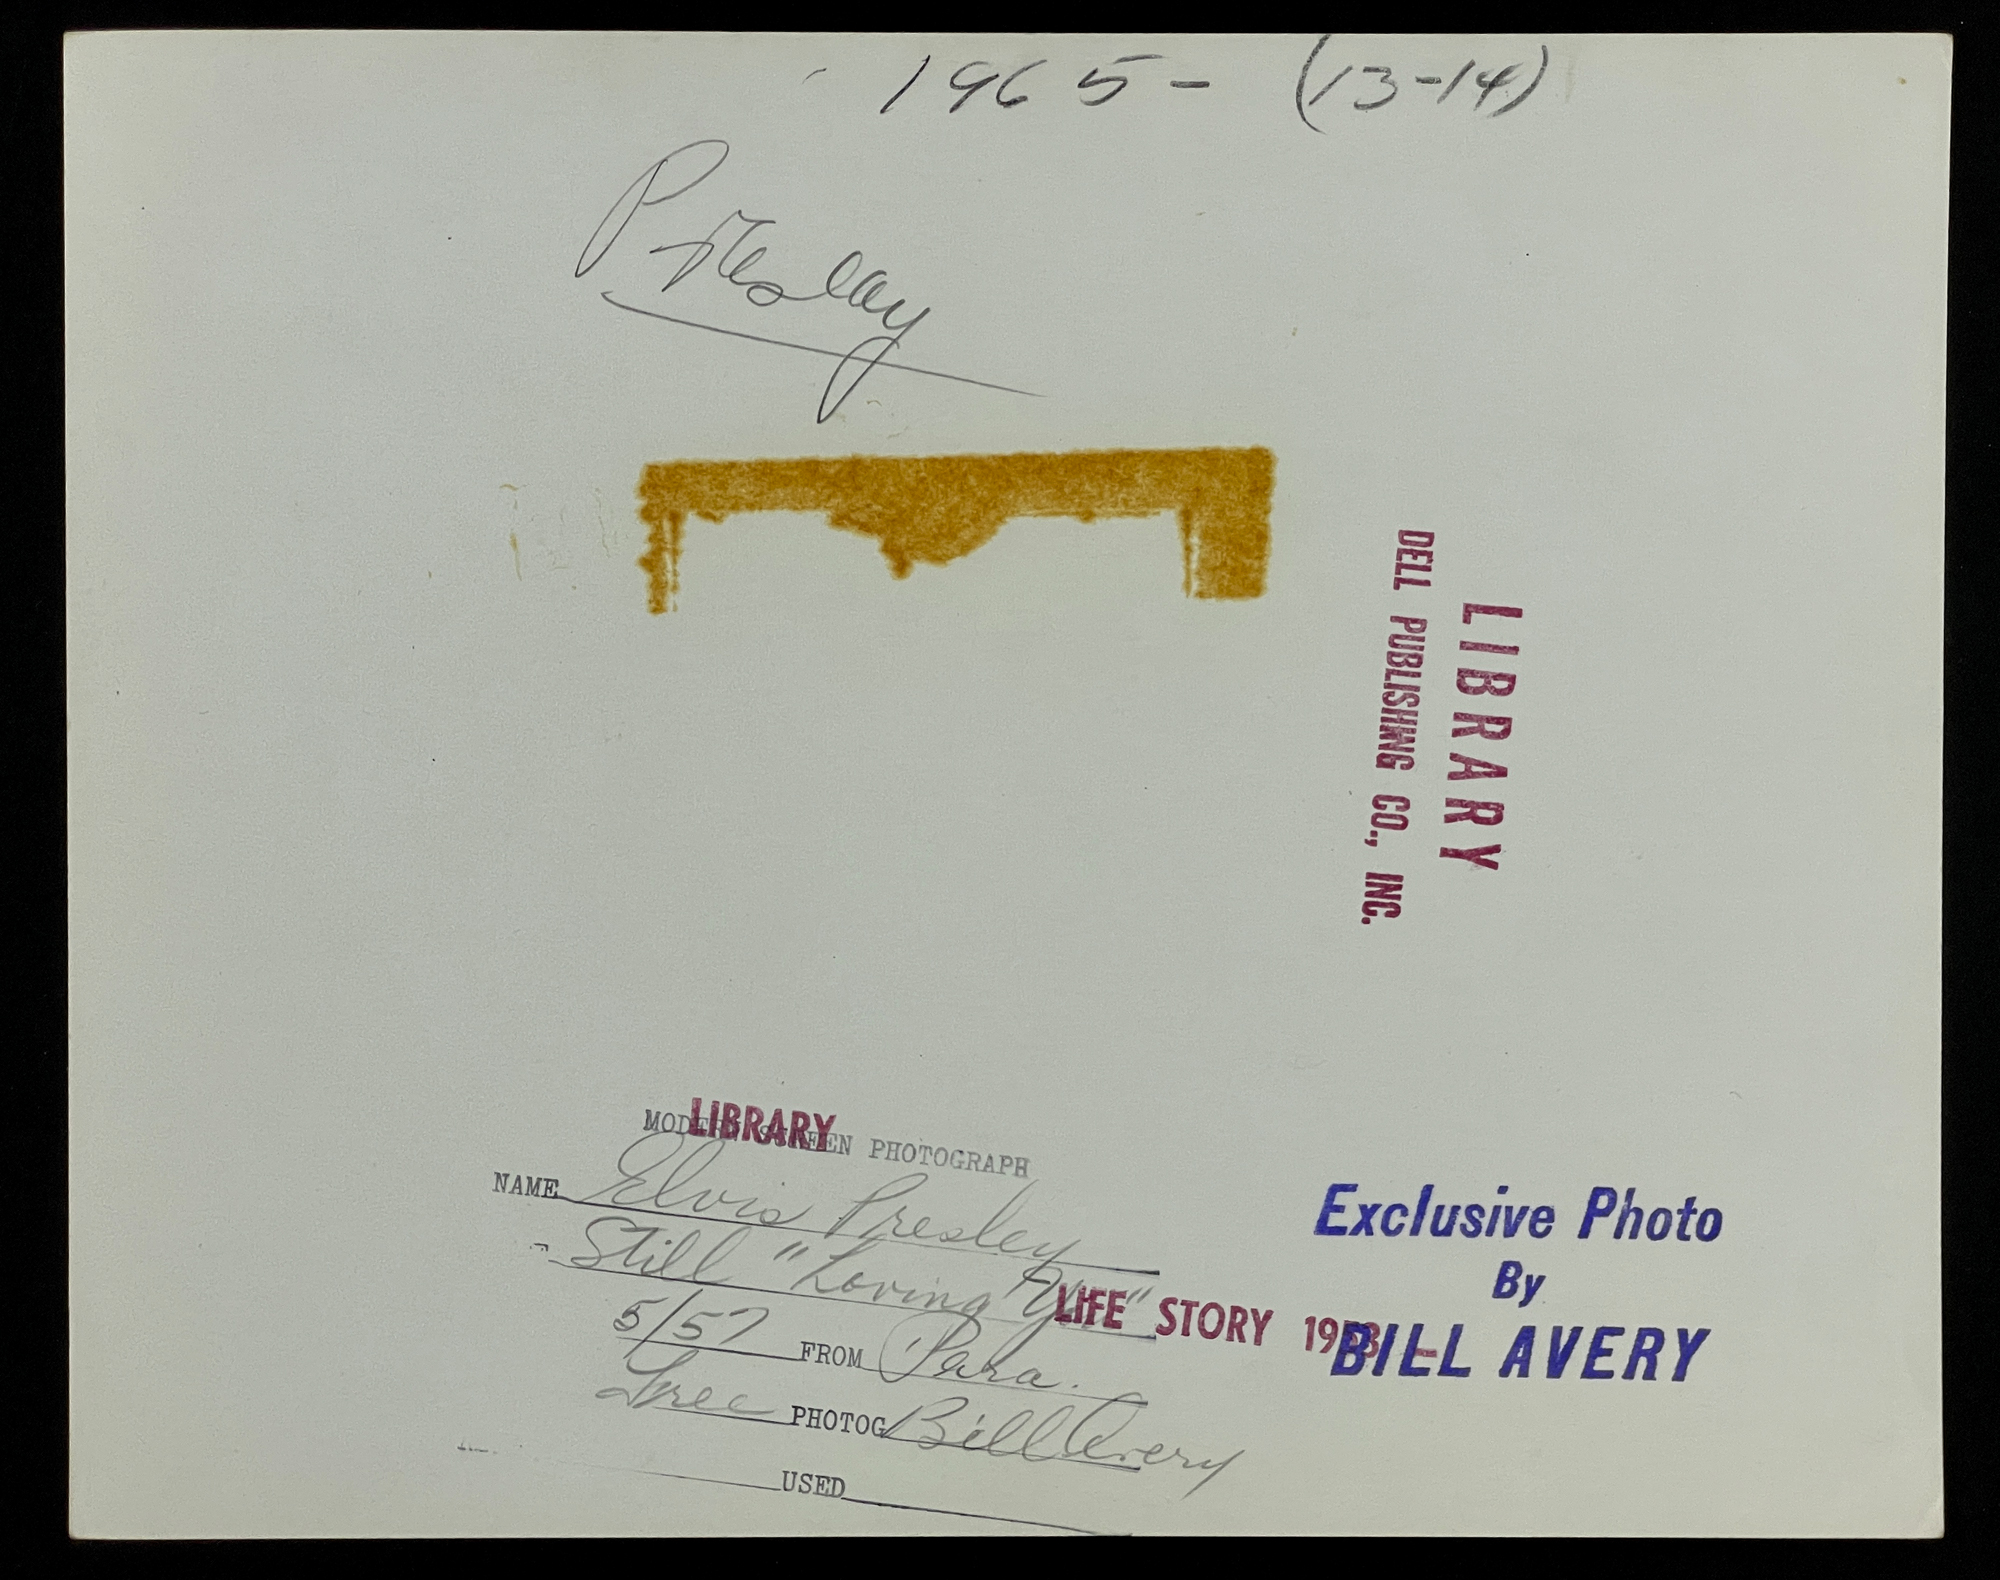 1965 - (13-14)
Presley
LIBRARY
DELL PUBLISHING CO., INC.
LIBRARY
MODERN SCREEN PHOTOGRAPH
NAME Elvis Presley
Still "Loving You"
5/57 FROM Para.
Free PHOTOG Bill Avery
USED
LIFE STORY
Exclusive Photo
By
BILL AVERY